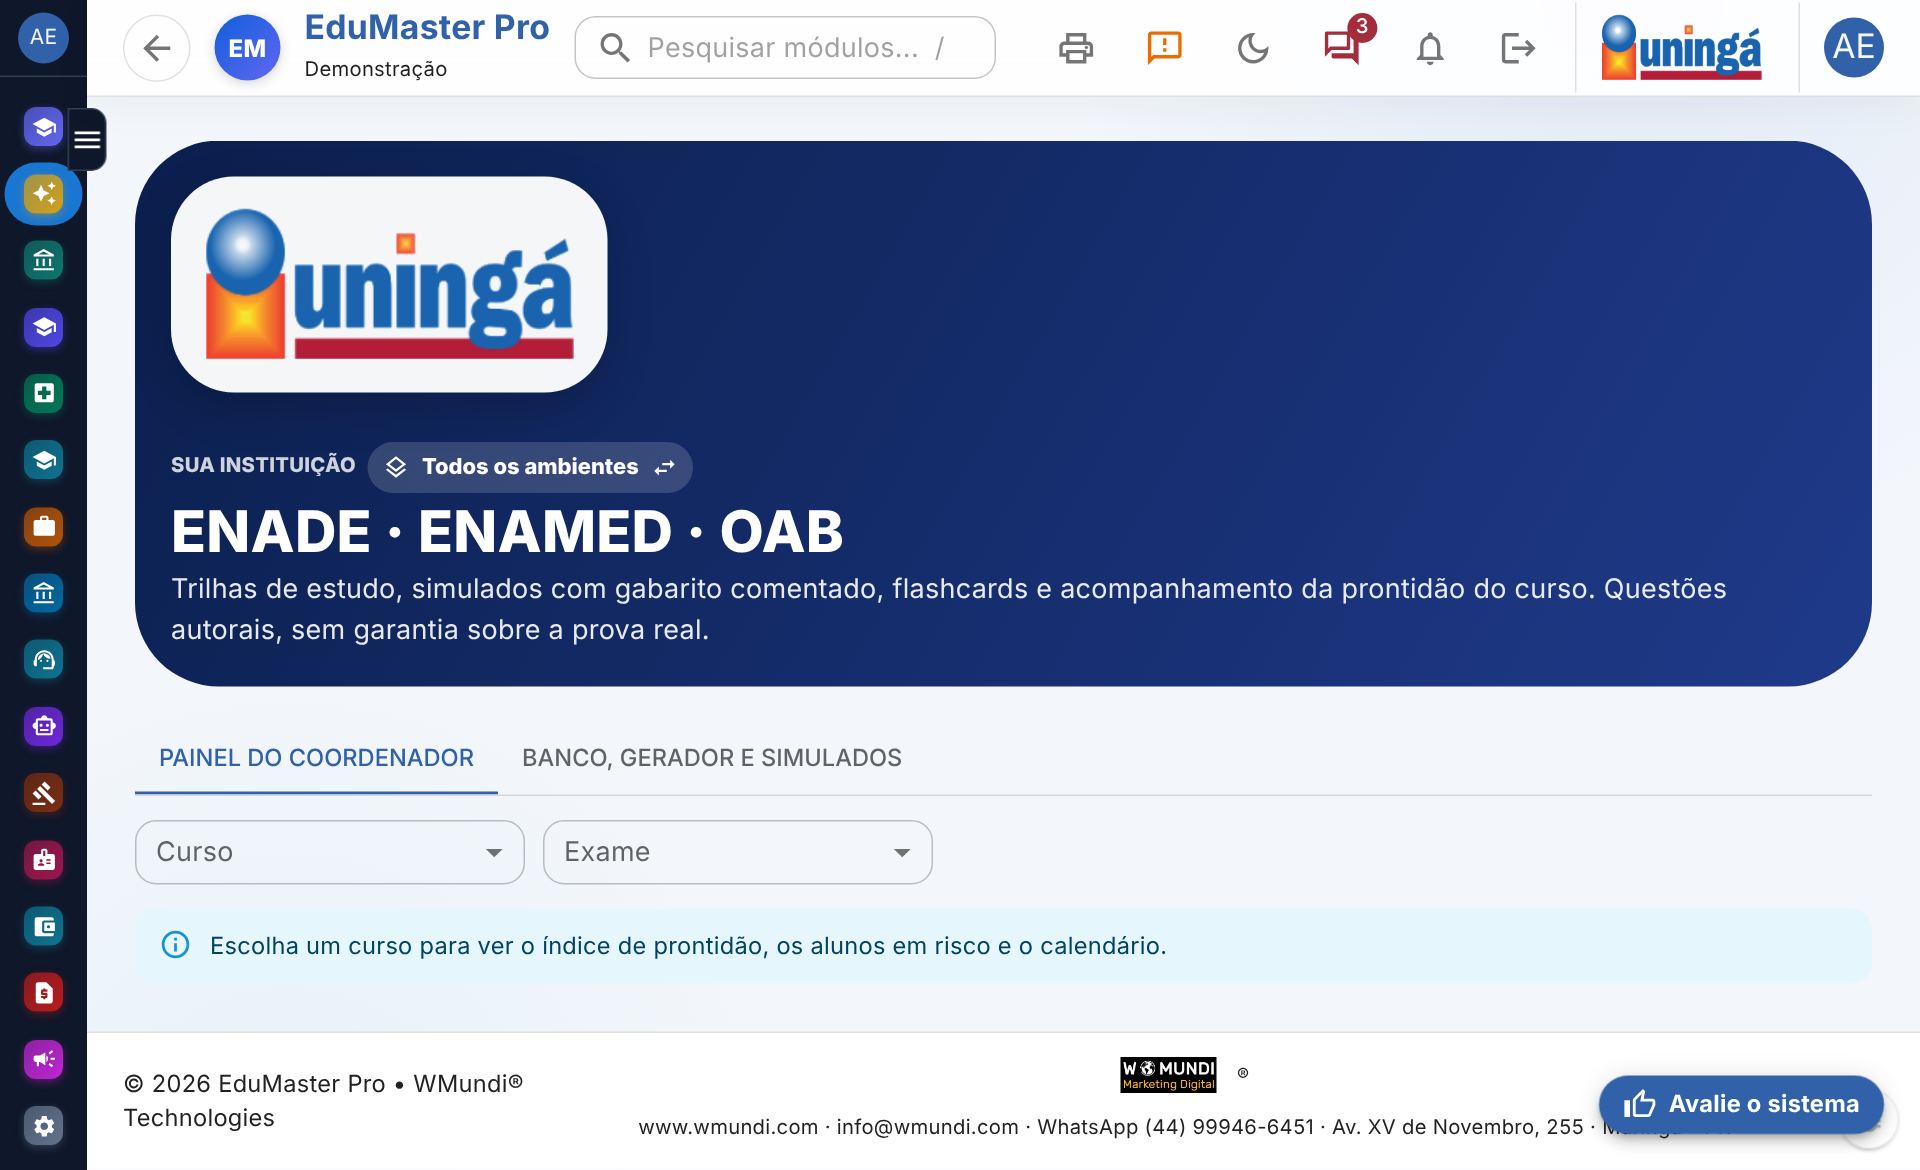 AE
EM
EduMaster Pro
Demonstração
Pesquisar módulos... /
3
uningá
AE
uningá
SUA INSTITUIÇÃO
Todos os ambientes
ENADE · ENAMED · OAB
Trilhas de estudo, simulados com gabarito comentado, flashcards e acompanhamento da prontidão do curso. Questões
autorais, sem garantia sobre a prova real.
PAINEL DO COORDENADOR
BANCO, GERADOR E SIMULADOS
Curso
Exame
Escolha um curso para ver o índice de prontidão, os alunos em risco e o calendário.
© 2026 EduMaster Pro • WMundi®
Technologies
WOMUNDI
Marketing Digital
®
www.wmundi.com · info@wmundi.com · WhatsApp (44) 99946-6451 · Av. XV de Novembro, 255 ·
Avalie o sistema